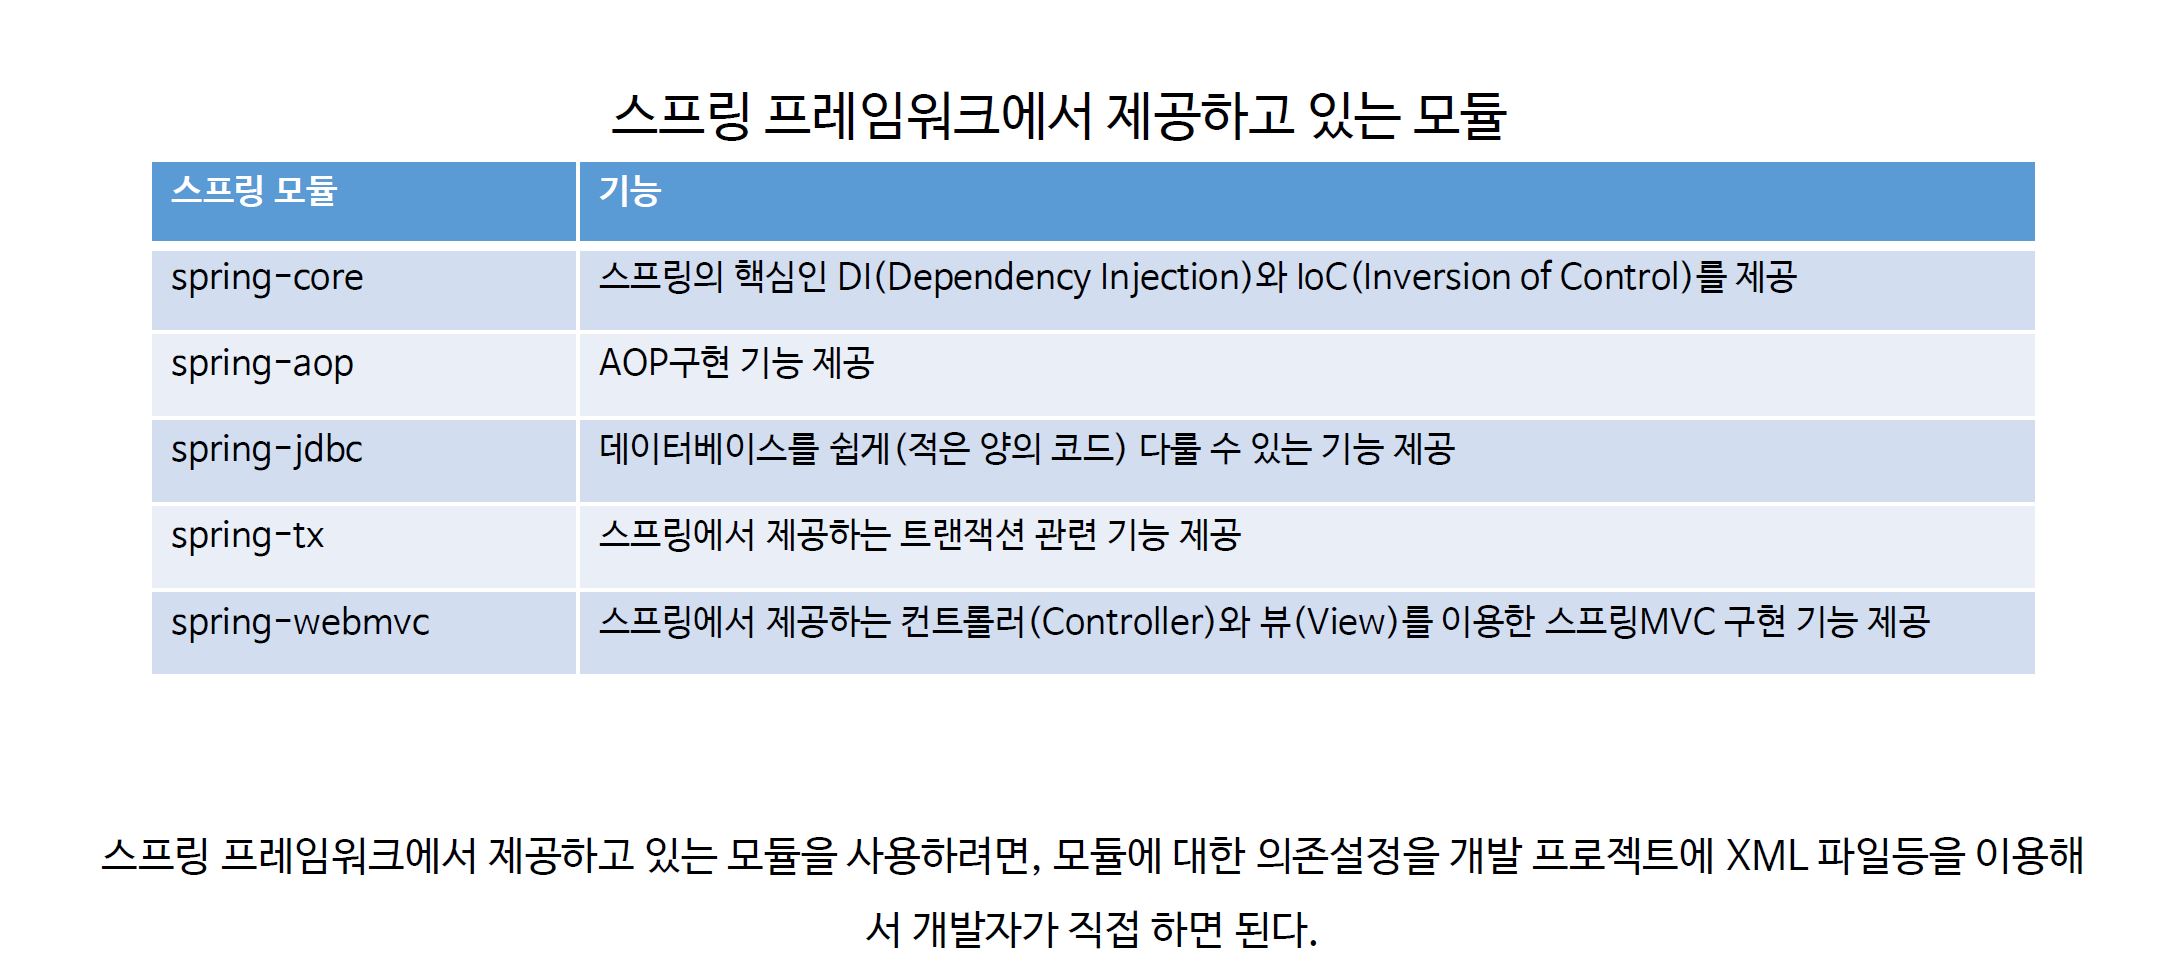 스프링 프레임워크에서 제공하고 있는 모듈
스프링 모듈 기능
spring-core 스프링의 핵심인 DI(Dependency Injection)와 IoC(Inversion of Control)를 제공
spring-aop AOP구현 기능 제공
spring-jdbc 데이터베이스를 쉽게(적은 양의 코드) 다룰 수 있는 기능 제공
spring-tx 스프링에서 제공하는 트랜잭션 관련 기능 제공
spring-webmvc 스프링에서 제공하는 컨트롤러(Controller)와 뷰(View)를 이용한 스프링MVC 구현 기능 제공
스프링 프레임워크에서 제공하고 있는 모듈을 사용하려면, 모듈에 대한 의존설정을 개발 프로젝트에 XML 파일등을 이용해
서 개발자가 직접 하면 된다.